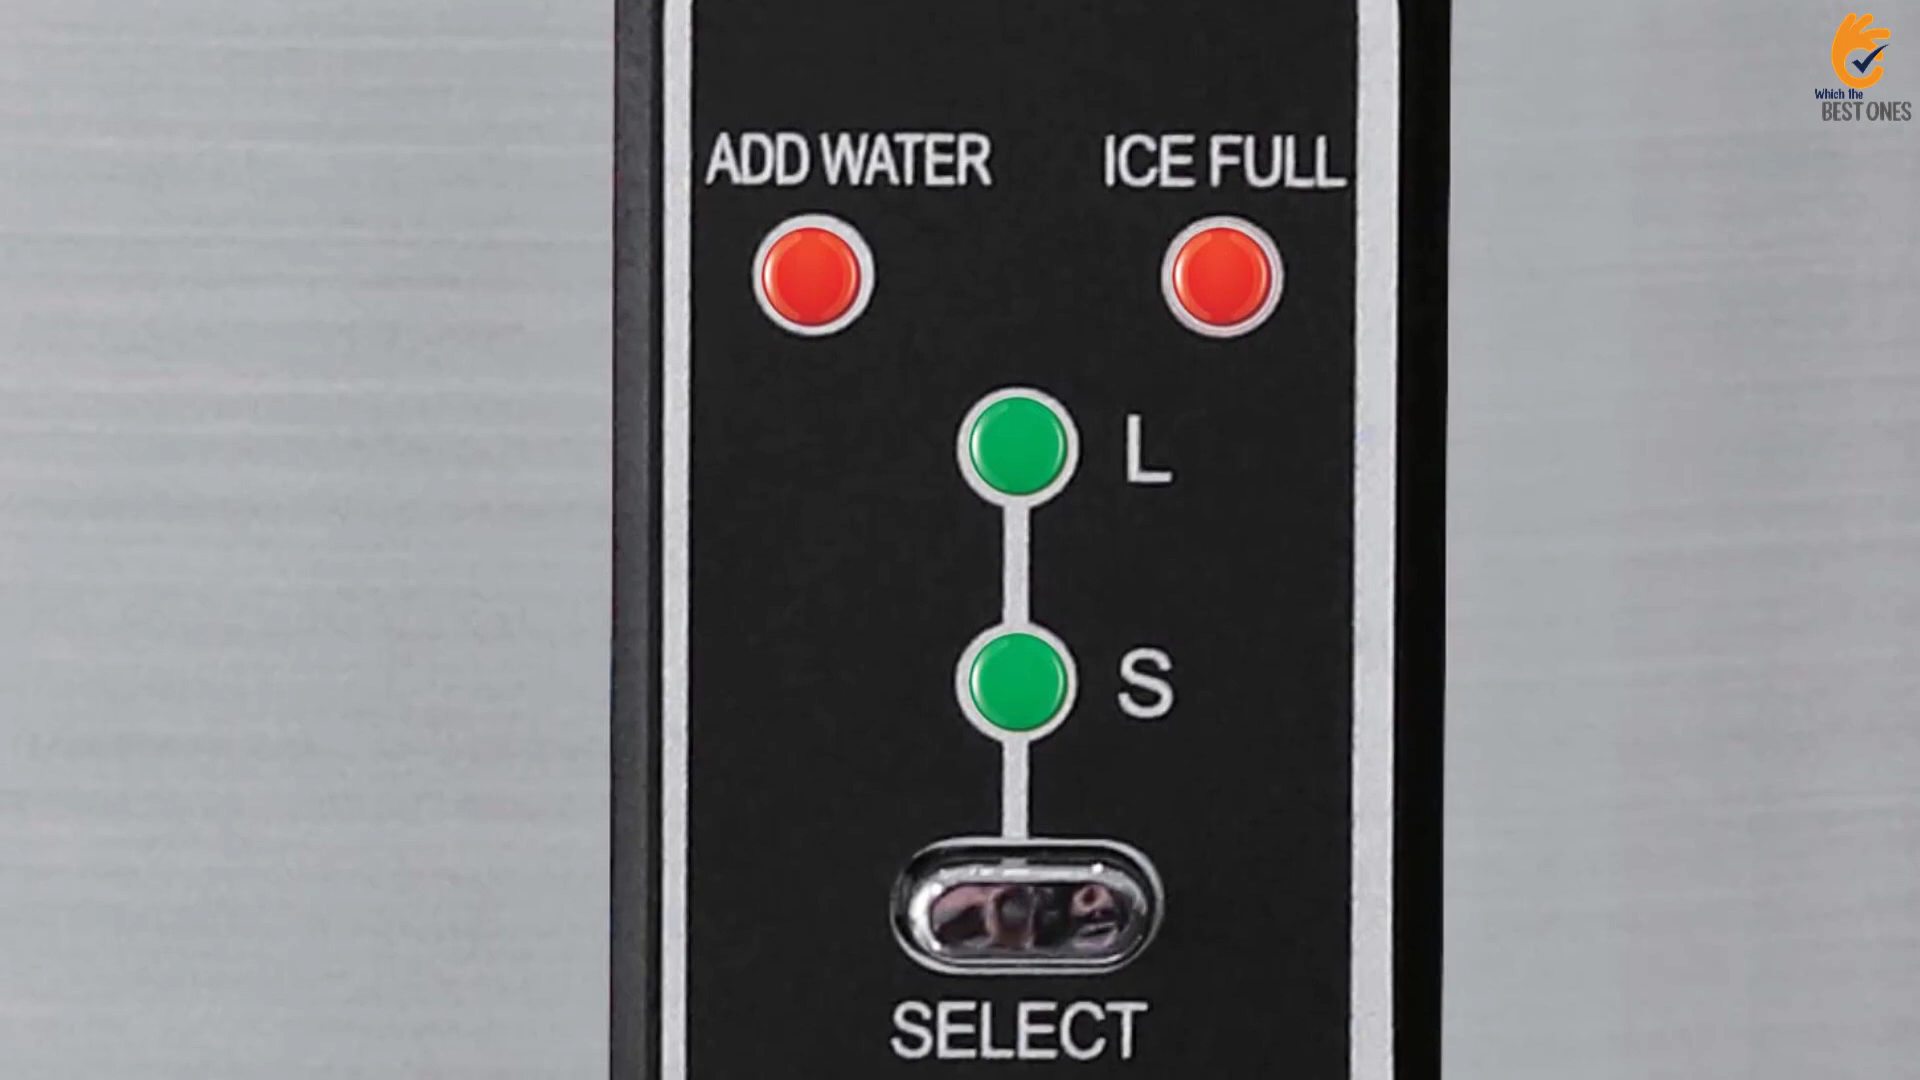 Which the
BEST ONES
ADD WATER
ICE FULL
L
S
SELECT